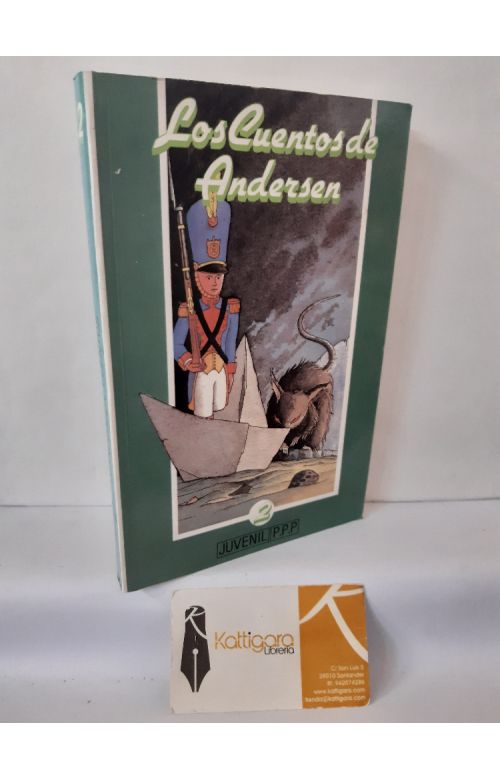 2
Los Cuentos de
Andersen
2
JUVENIL P.P.P
Kattigara
Librería
C/ San Luis 5
39010 Santander
tlf. 942074286
www.kattigara.com
tienda@kattigara.com